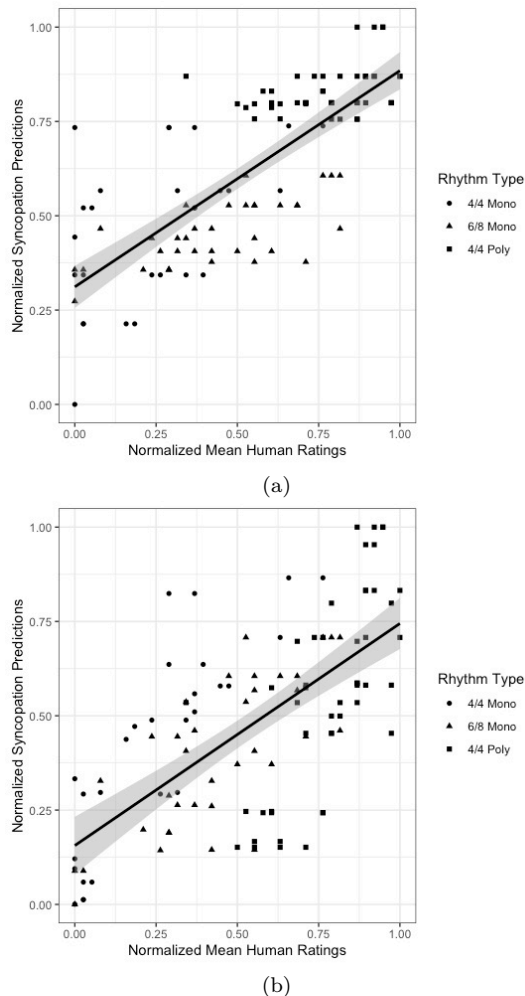 1.00
0.75
0.50
0.25
0.00
Normalized Syncopation Predictions
0.00 0.25 0.50 0.75 1.00
Normalized Mean Human Ratings
Rhythm Type
4/4 Mono
6/8 Mono
4/4 Poly
(a)
1.00
0.75
0.50
0.25
0.00
Normalized Syncopation Predictions
0.00 0.25 0.50 0.75 1.00
Normalized Mean Human Ratings
Rhythm Type
4/4 Mono
6/8 Mono
4/4 Poly
(b)